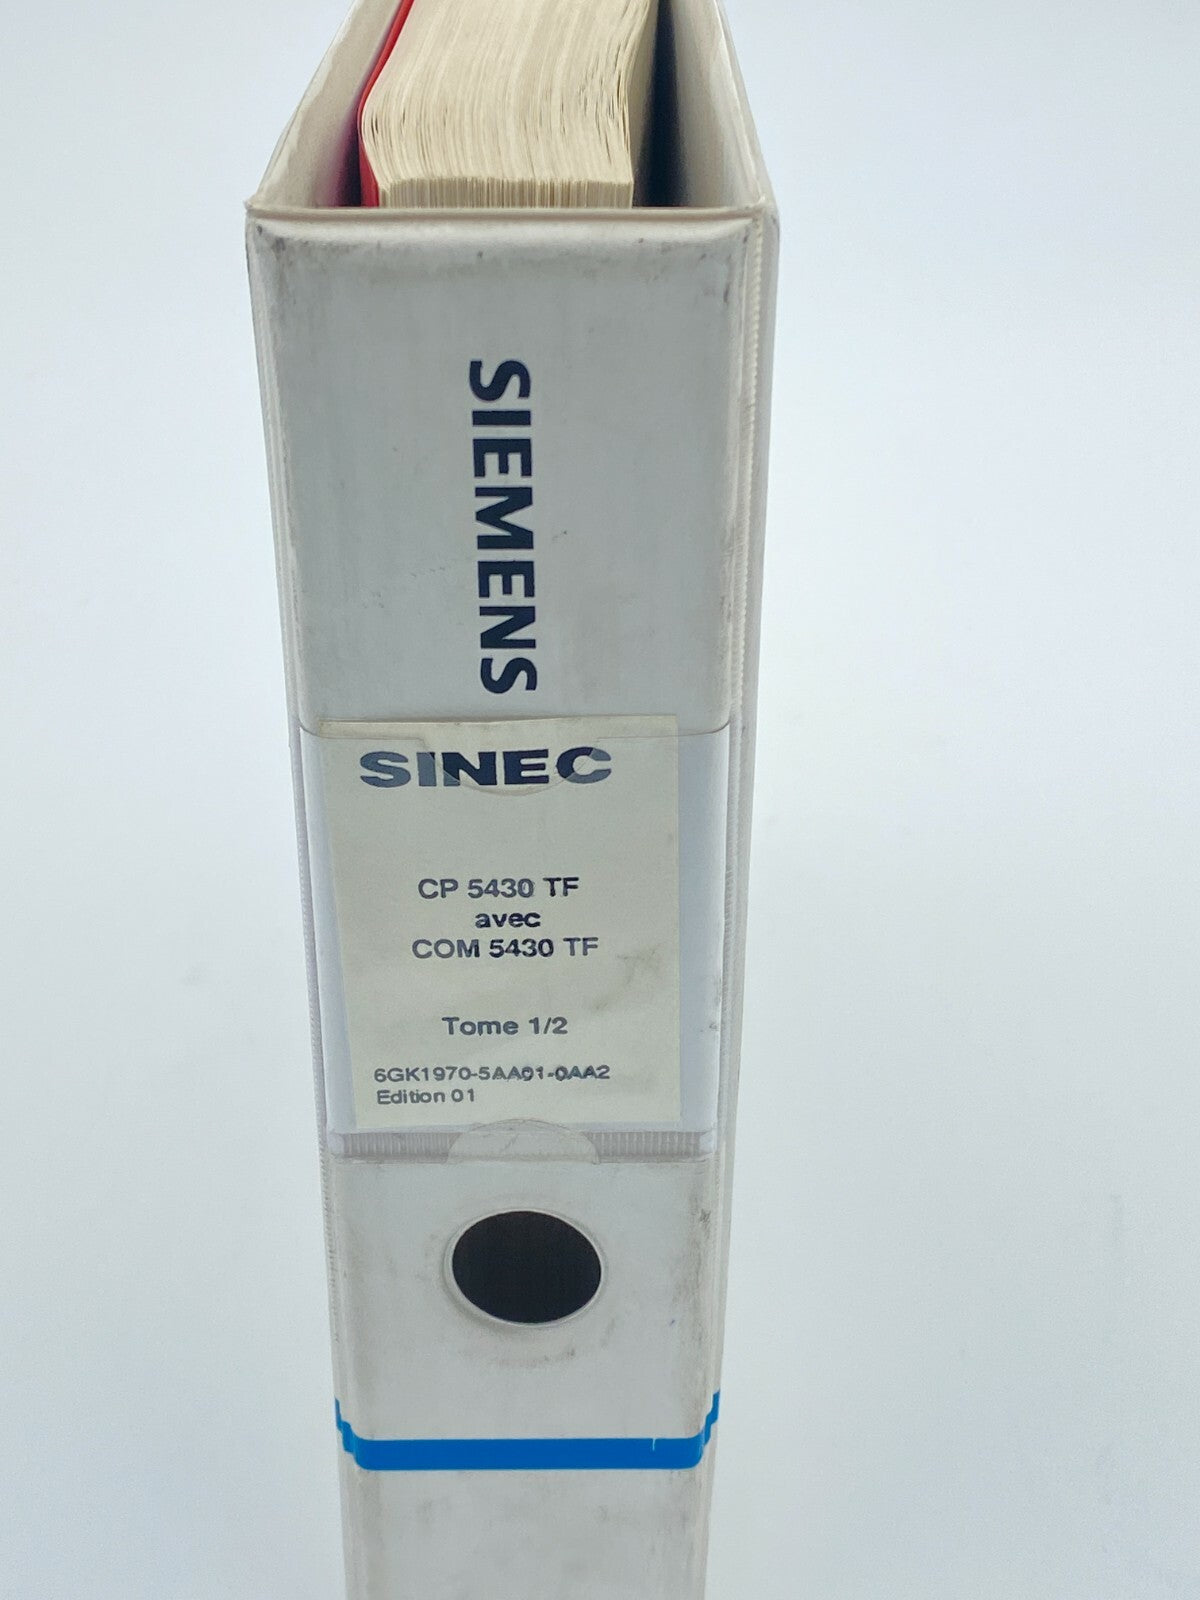 SIEMENS
SINEC
CP 5430 TF
avec
COM 5430 TF
Tome 1/2
6GK1970-5AA01-0AA2
Edition 01